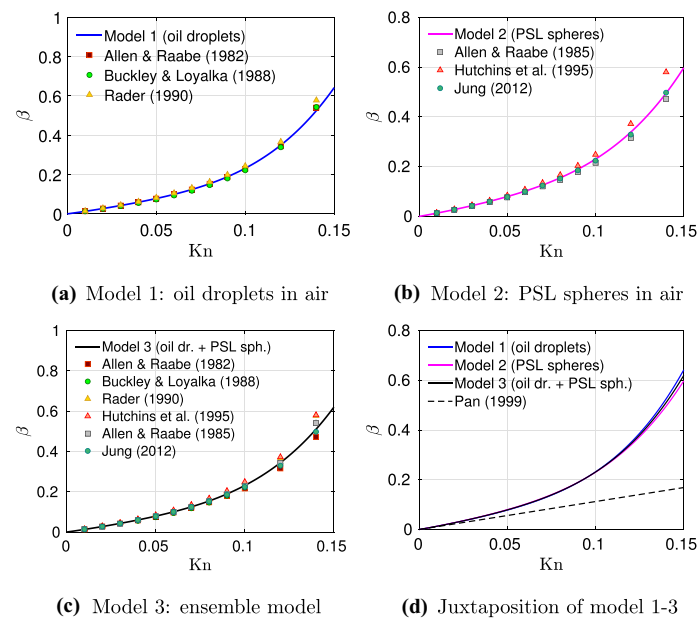 1
0.8
0.6
0.4
0.2
0
β
Model 1 (oil droplets)
Allen & Raabe (1982)
Buckley & Loyalka (1988)
Rader (1990)
0 0.05 0.1 0.15
Kn
(a) Model 1: oil droplets in air
0.8
0.6
0.4
0.2
0
β
Model 2 (PSL spheres)
Allen & Raabe (1985)
Hutchins et al. (1995)
Jung (2012)
0 0.05 0.1 0.15
Kn
(b) Model 2: PSL spheres in air
1
0.8
0.6
0.4
0.2
0
β
Model 3 (oil dr. + PSL sph.)
Allen & Raabe (1982)
Buckley & Loyalka (1988)
Rader (1990)
Hutchins et al. (1995)
Allen & Raabe (1985)
Jung (2012)
0 0.05 0.1 0.15
Kn
(c) Model 3: ensemble model
0.8
0.6
0.4
0.2
0
β
Model 1 (oil droplets)
Model 2 (PSL spheres)
Model 3 (oil dr. + PSL sph.)
Pan (1999)
0 0.05 0.1 0.15
Kn
(d) Juxtaposition of model 1-3